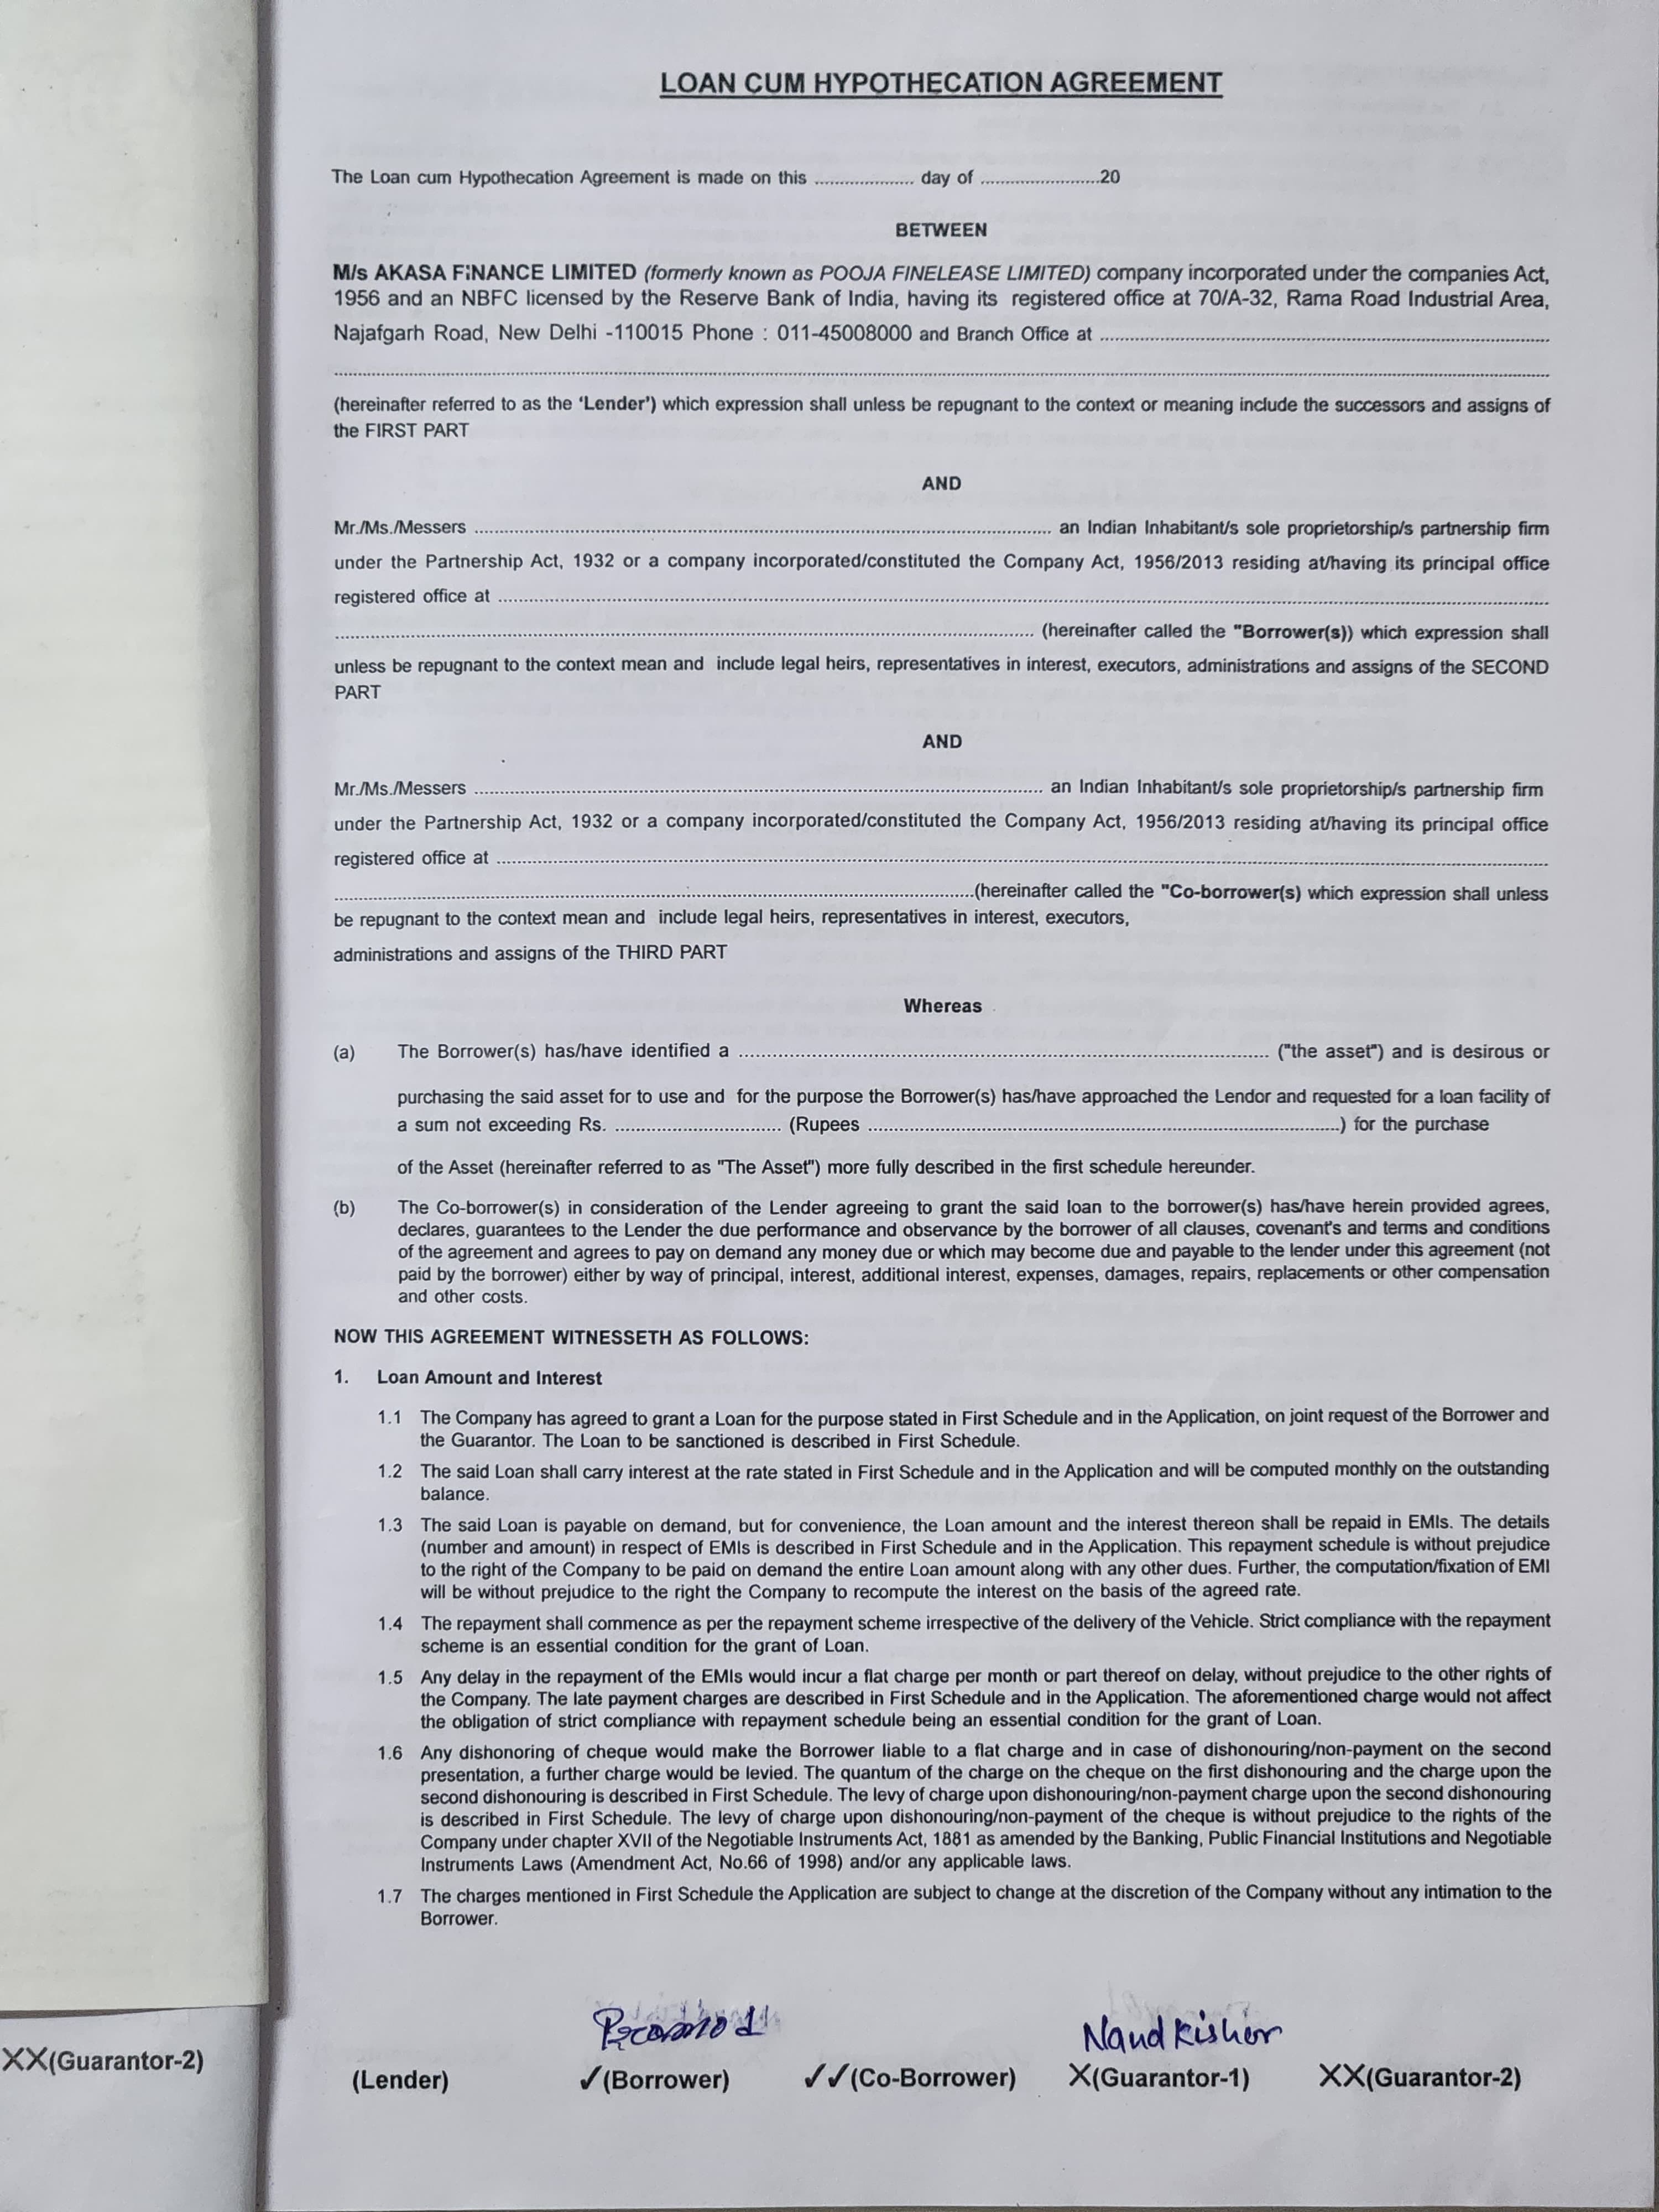 LOAN CUM HYPOTHECATION AGREEMENT
The Loan cum Hypothecation Agreement is made on this .................... day of ........................20
BETWEEN
M/s AKASA FiNANCE LIMITED (formerly known as POOJA FINELEASE LIMITED) company incorporated under the companies Act,
1956 and an NBFC licensed by the Reserve Bank of India, having its registered office at 70/A-32, Rama Road Industrial Area,
Najafgarh Road, New Delhi -110015 Phone : 011-45008000 and Branch Office at ....................
....................
(hereinafter referred to as the ‘Lender’) which expression shall unless be repugnant to the context or meaning include the successors and assigns of
the FIRST PART
AND
Mr./Ms./Messers .................... an Indian Inhabitant/s sole proprietorship/s partnership firm
under the Partnership Act, 1932 or a company incorporated/constituted the Company Act, 1956/2013 residing at/having its principal office
registered office at ....................
.................... (hereinafter called the "Borrower(s)) which expression shall
unless be repugnant to the context mean and include legal heirs, representatives in interest, executors, administrations and assigns of the SECOND
PART
AND
Mr./Ms./Messers .................... an Indian Inhabitant/s sole proprietorship/s partnership firm
under the Partnership Act, 1932 or a company incorporated/constituted the Company Act, 1956/2013 residing at/having its principal office
registered office at ....................
....................(hereinafter called the "Co-borrower(s) which expression shall unless
be repugnant to the context mean and include legal heirs, representatives in interest, executors,
administrations and assigns of the THIRD PART
Whereas
(a) The Borrower(s) has/have identified a .................... ("the asset") and is desirous or
purchasing the said asset for to use and for the purpose the Borrower(s) has/have approached the Lendor and requested for a loan facility of
a sum not exceeding Rs. .................... (Rupees ....................) for the purchase
of the Asset (hereinafter referred to as "The Asset") more fully described in the first schedule hereunder.
(b) The Co-borrower(s) in consideration of the Lender agreeing to grant the said loan to the borrower(s) has/have herein provided agrees,
declares, guarantees to the Lender the due performance and observance by the borrower of all clauses, covenant's and terms and conditions
of the agreement and agrees to pay on demand any money due or which may become due and payable to the lender under this agreement (not
paid by the borrower) either by way of principal, interest, additional interest, expenses, damages, repairs, replacements or other compensation
and other costs.
NOW THIS AGREEMENT WITNESSETH AS FOLLOWS:
1. Loan Amount and Interest
1.1 The Company has agreed to grant a Loan for the purpose stated in First Schedule and in the Application, on joint request of the Borrower and
the Guarantor. The Loan to be sanctioned is described in First Schedule.
1.2 The said Loan shall carry interest at the rate stated in First Schedule and in the Application and will be computed monthly on the outstanding
balance.
1.3 The said Loan is payable on demand, but for convenience, the Loan amount and the interest thereon shall be repaid in EMIs. The details
(number and amount) in respect of EMIs is described in First Schedule and in the Application. This repayment schedule is without prejudice
to the right of the Company to be paid on demand the entire Loan amount along with any other dues. Further, the computation/fixation of EMI
will be without prejudice to the right the Company to recompute the interest on the basis of the agreed rate.
1.4 The repayment shall commence as per the repayment scheme irrespective of the delivery of the Vehicle. Strict compliance with the repayment
scheme is an essential condition for the grant of Loan.
1.5 Any delay in the repayment of the EMIs would incur a flat charge per month or part thereof on delay, without prejudice to the other rights of
the Company. The late payment charges are described in First Schedule and in the Application. The aforementioned charge would not affect
the obligation of strict compliance with repayment schedule being an essential condition for the grant of Loan.
1.6 Any dishonoring of cheque would make the Borrower liable to a flat charge and in case of dishonouring/non-payment on the second
presentation, a further charge would be levied. The quantum of the charge on the cheque on the first dishonouring and the charge upon the
second dishonouring is described in First Schedule. The levy of charge upon dishonouring/non-payment charge upon the second dishonouring
is described in First Schedule. The levy of charge upon dishonouring/non-payment of the cheque is without prejudice to the rights of the
Company under chapter XVII of the Negotiable Instruments Act, 1881 as amended by the Banking, Public Financial Institutions and Negotiable
Instruments Laws (Amendment Act, No.66 of 1998) and/or any applicable laws.
1.7 The charges mentioned in First Schedule the Application are subject to change at the discretion of the Company without any intimation to the
Borrower.
Nand Kishor
XX(Guarantor-2)
(Lender) ✓(Borrower) ✓✓(Co-Borrower) X(Guarantor-1) XX(Guarantor-2)